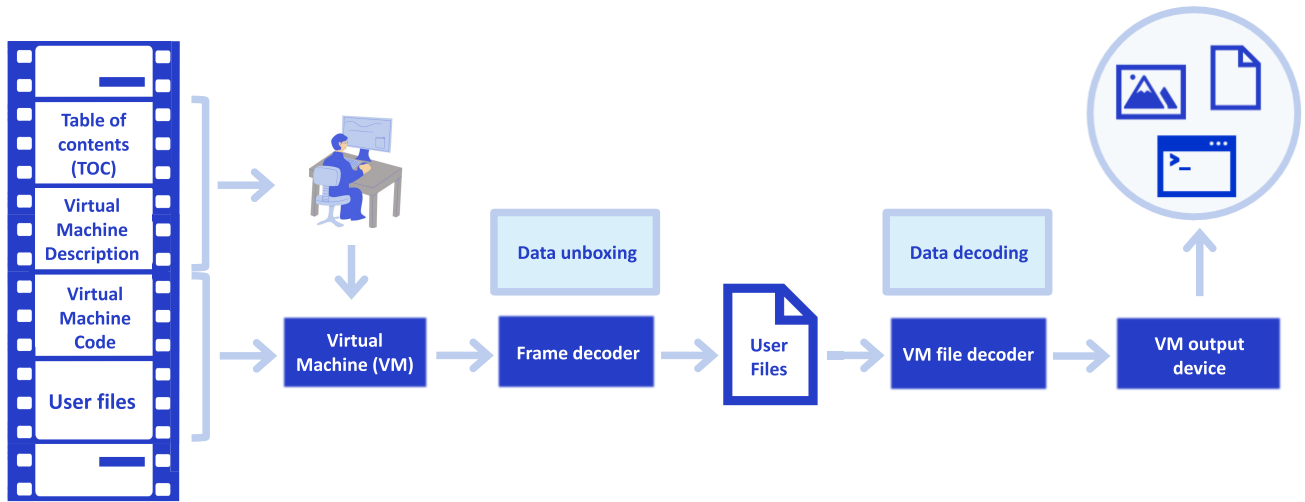 Table of
contents
(TOC)
Virtual
Machine
Description
Virtual
Machine
Code
User files
Virtual
Machine (VM)
Data unboxing
Frame decoder
User
Files
Data decoding
VM file decoder
VM output
device
>_